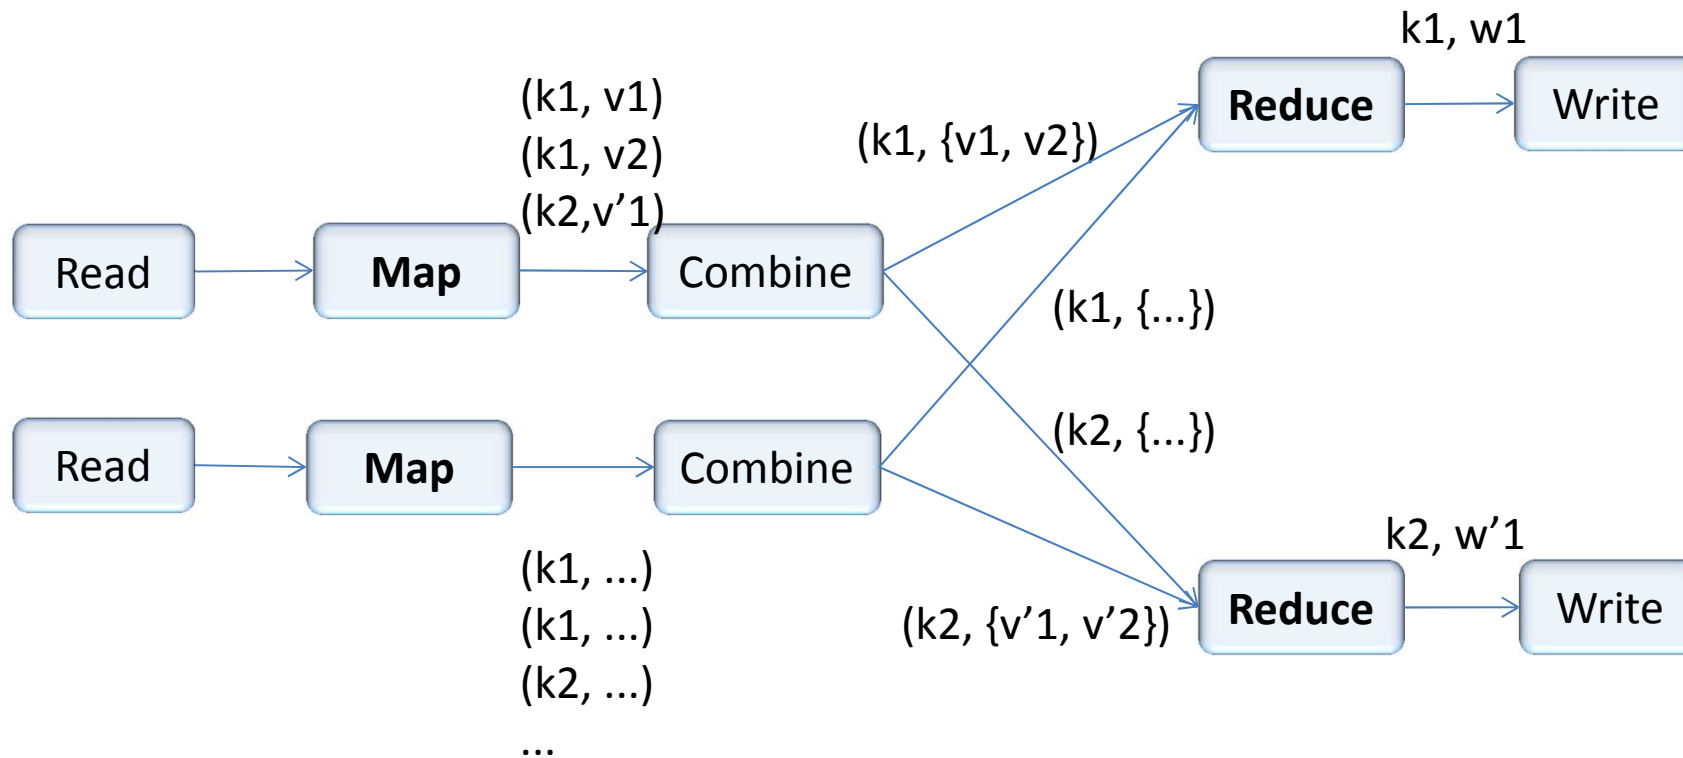 k1, w1
(k1, v1)
(k1, v2)
(k2,v’1)
(k1, {v1, v2})
Reduce
Write
Read
Map
Combine
(k1, {...})
(k2, {...})
Read
Map
Combine
(k1, ...)
(k1, ...)
(k2, ...)
...
(k2, {v’1, v’2})
k2, w’1
Reduce
Write